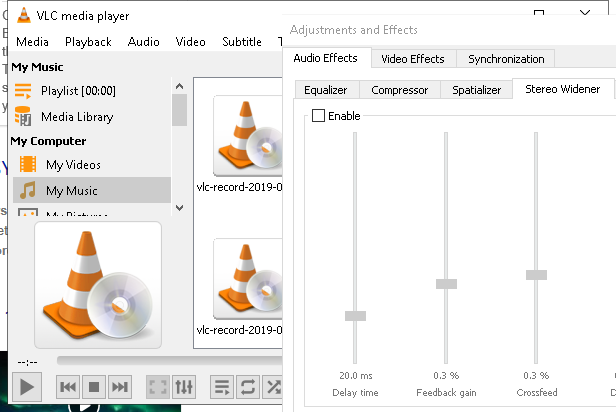 VLC media player
Media Playback Audio Video Subtitle T
My Music
Playlist [00:00]
Media Library
My Computer
My Videos
My Music
My Pictures
vlc-record-2019-0
vlc-record-2019-0
--:--
Adjustments and Effects
Audio Effects Video Effects Synchronization
Equalizer Compressor Spatializer Stereo Widener
Enable
20.0 ms 0.3 % 0.3 %
Delay time Feedback gain Crossfeed D